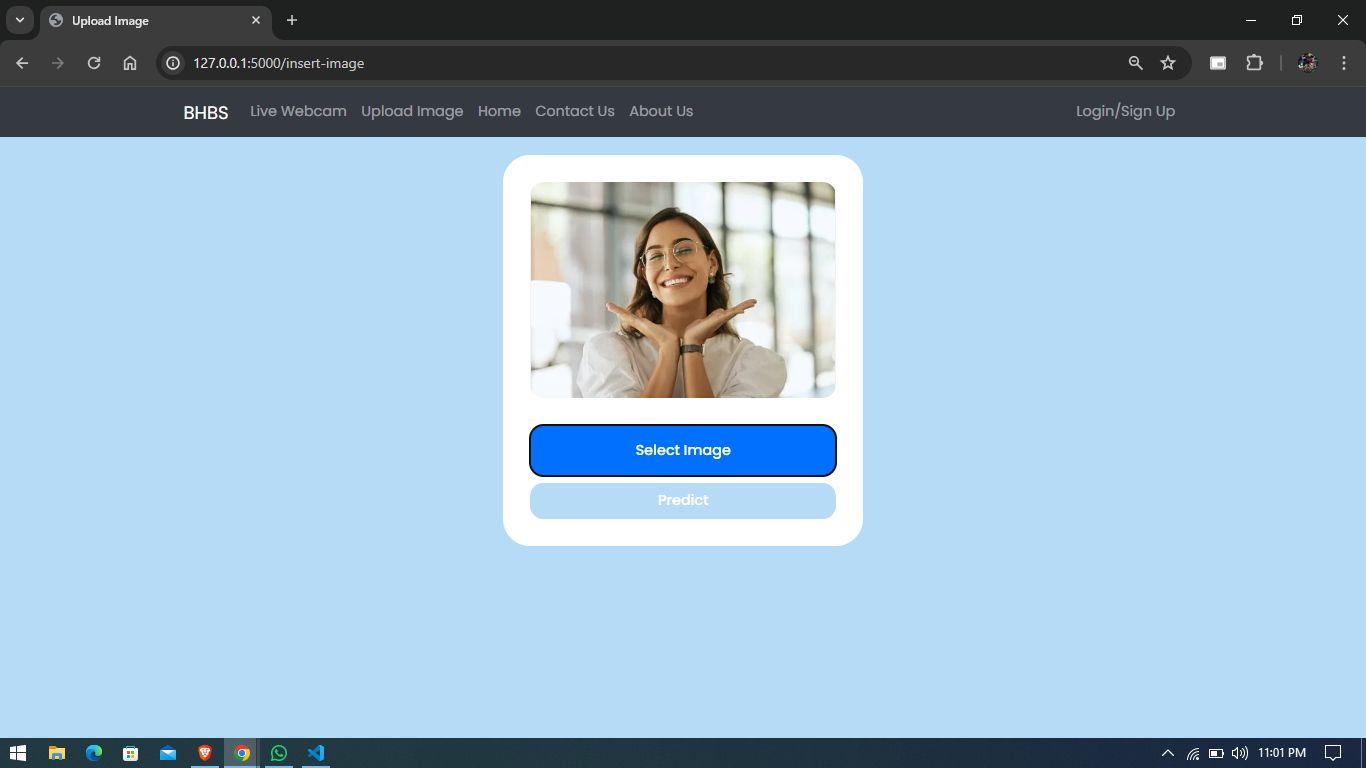 Upload Image
127.0.0.1:5000/insert-image
BHBS Live Webcam Upload Image Home Contact Us About Us Login/Sign Up
Select Image
Predict
11:01 PM